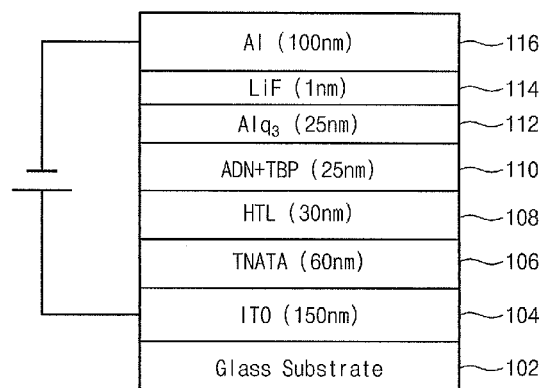 Al (100nm) 116
LiF (1nm) 114
Alq3 (25nm) 112
ADN+TBP (25nm) 110
HTL (30nm) 108
TNATA (60nm) 106
ITO (150nm) 104
Glass Substrate 102